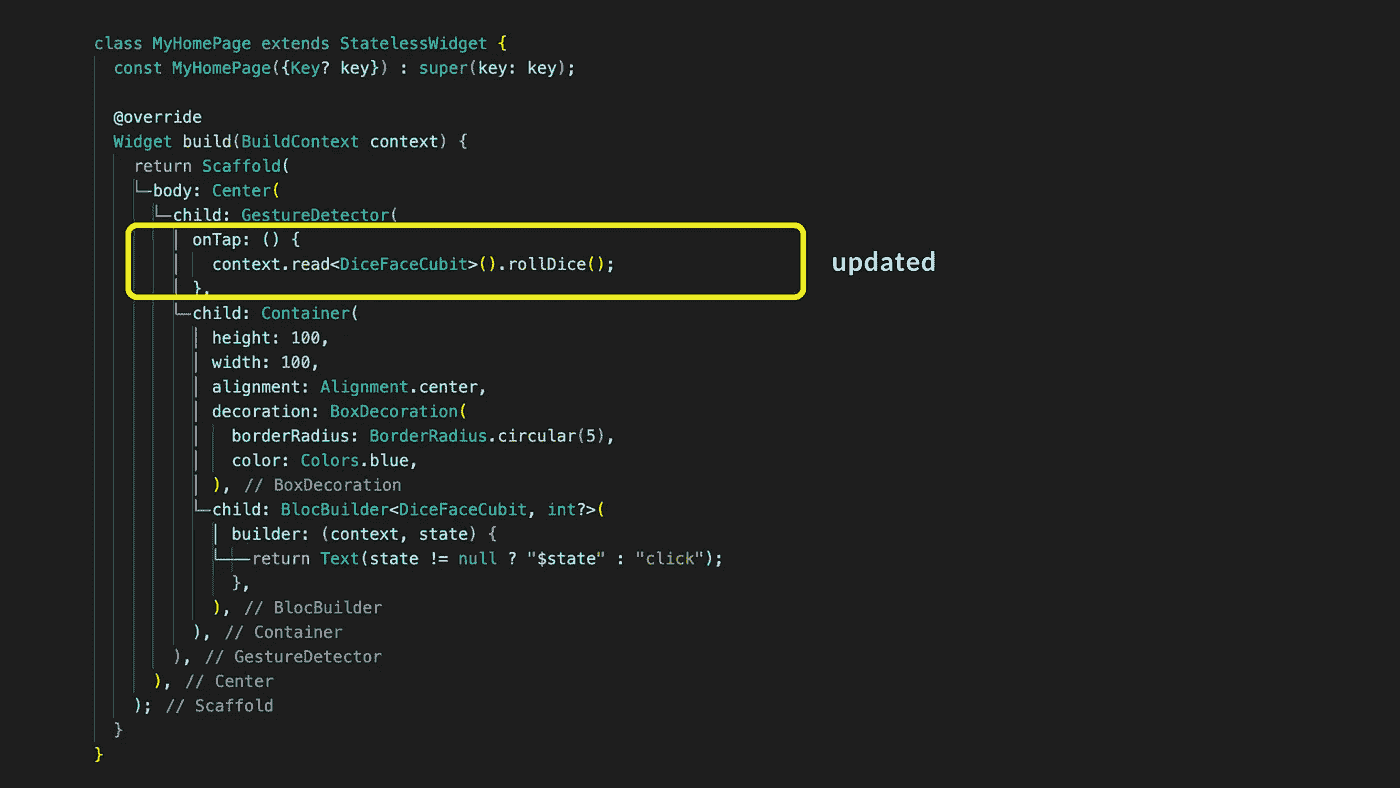 class MyHomePage extends StatelessWidget {
const MyHomePage({Key? key}) : super(key: key);
@override
Widget build(BuildContext context) {
return Scaffold(
body: Center(
child: GestureDetector(
onTap: () {
context.read<DiceFaceCubit>().rollDice();
updated
},
child: Container(
height: 100,
width: 100,
alignment: Alignment.center,
decoration: BoxDecoration(
borderRadius: BorderRadius.circular(5),
color: Colors.blue,
), // BoxDecoration
child: BlocBuilder<DiceFaceCubit, int?>(
builder: (context, state) {
return Text(state != null ? "$state" : "click");
},
), // BlocBuilder
), // Container
), // GestureDetector
), // Center
); // Scaffold
}
}